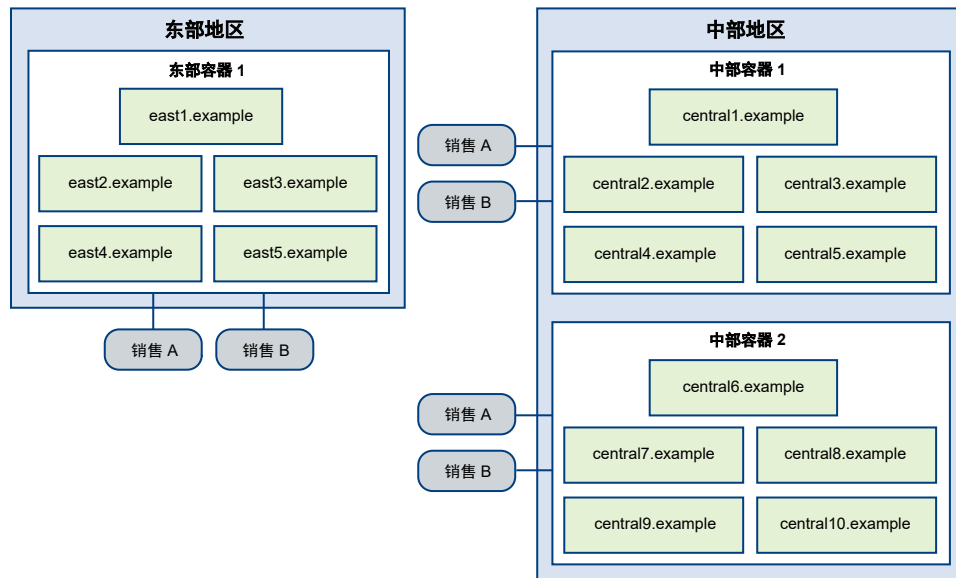 东部地区
东部容器 1
east1.example
east2.example
east3.example
east4.example
east5.example
销售 A
销售 B
中部地区
中部容器 1
central1.example
销售 A
central2.example
central3.example
销售 B
central4.example
central5.example
中部容器 2
central6.example
销售 A
central7.example
central8.example
销售 B
central9.example
central10.example